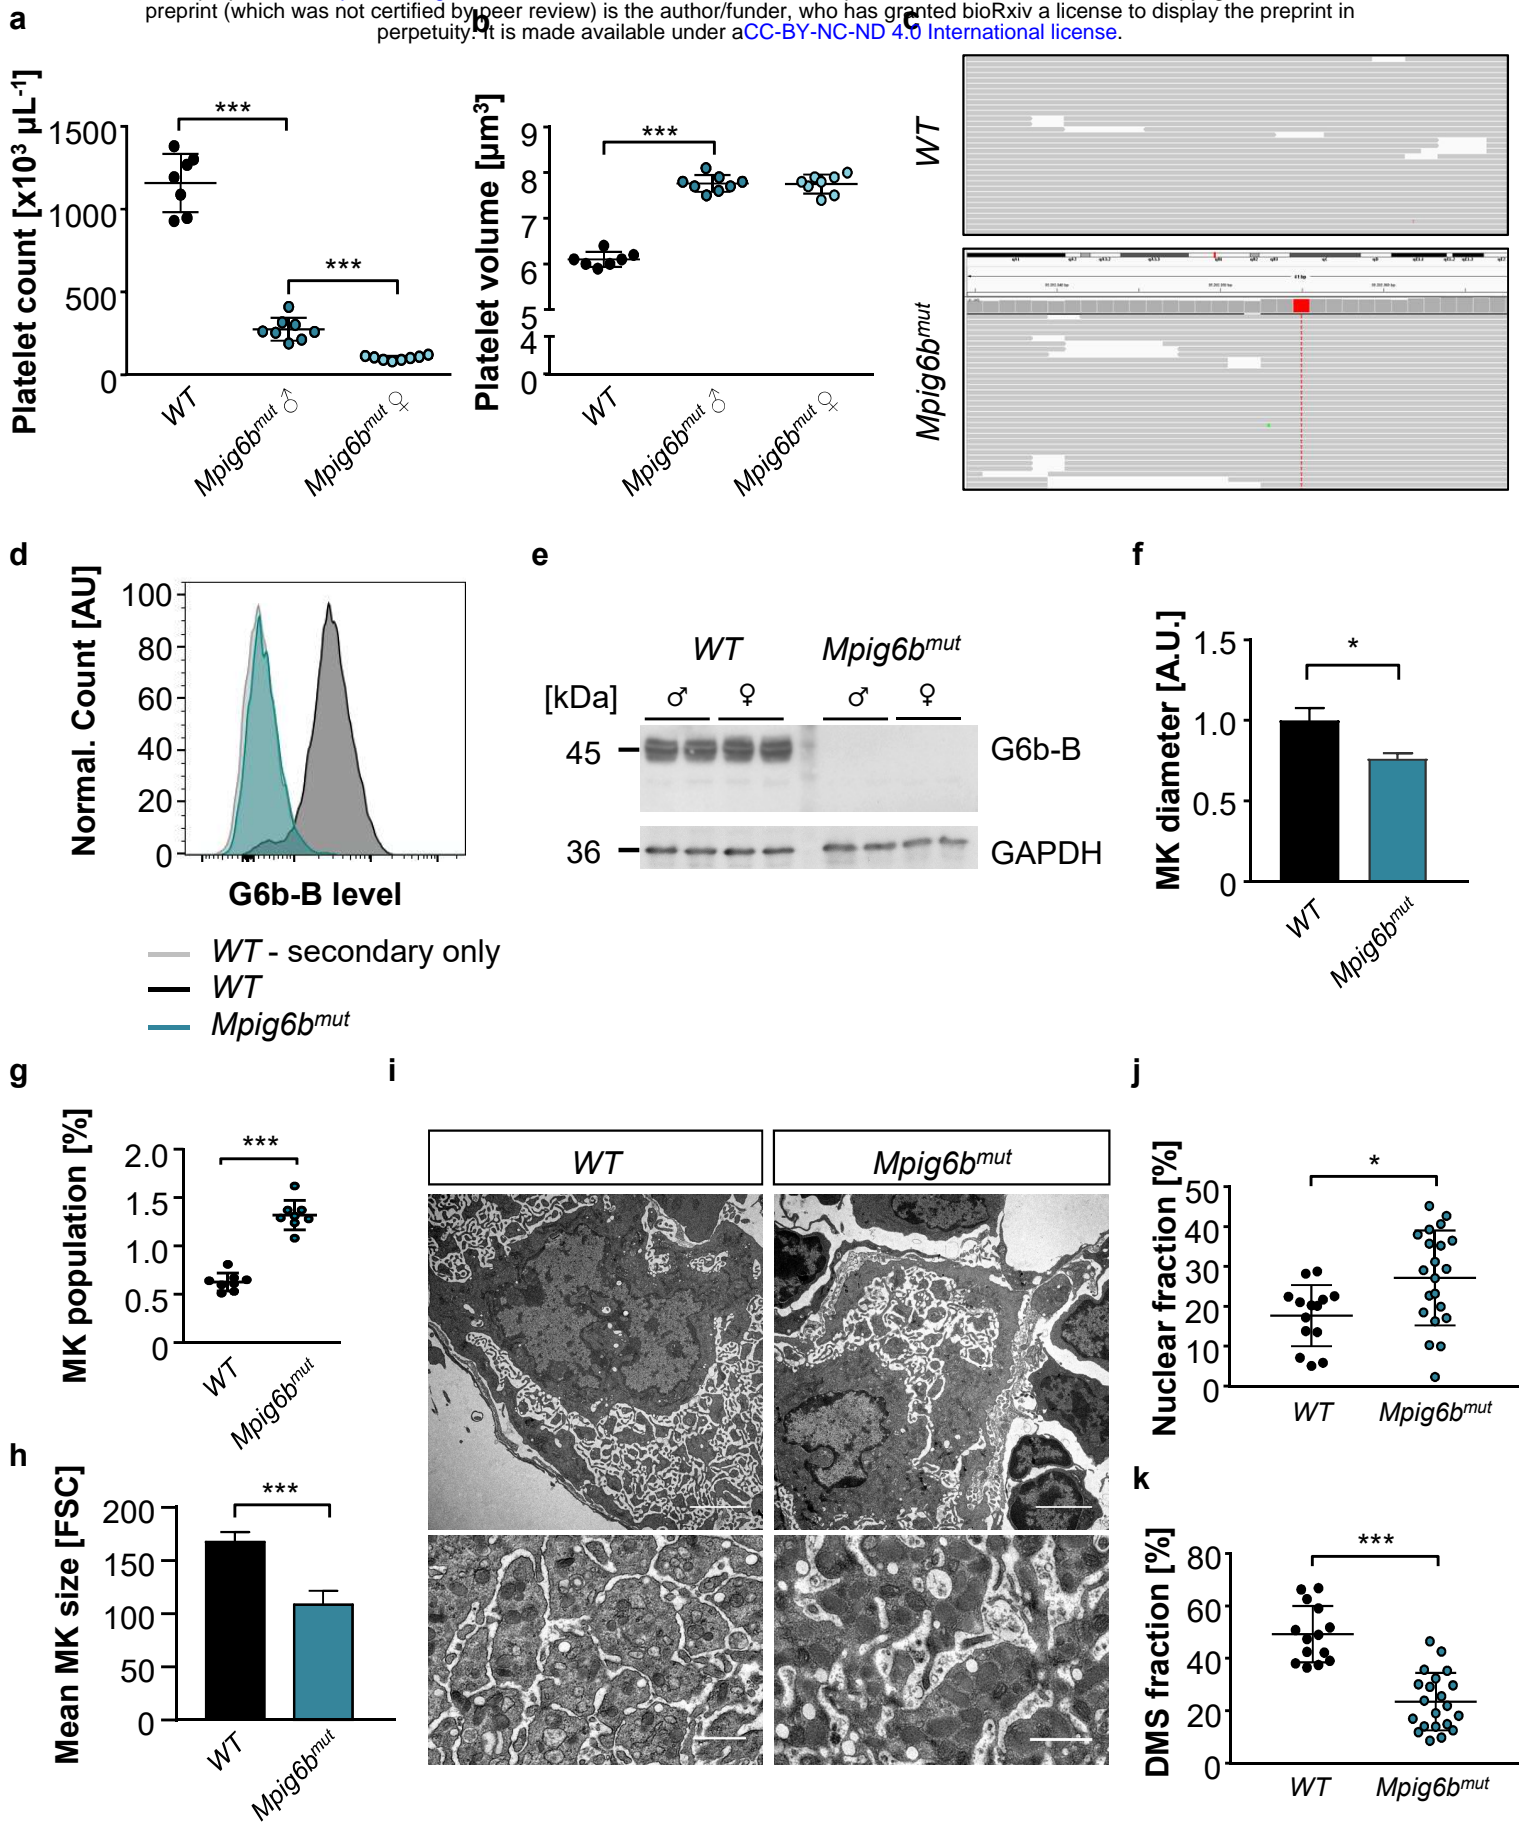 preprint (which was not certified by peer review) is the author/funder, who has granted bioRxiv a license to display the preprint in
perpetuity. It is made available under aCC-BY-NC-ND 4.0 International license.
a
b
c
Platelet count [x10³ µL⁻¹]
1500
1000
500
0
***
***
WT
Mpig6bmut ♂
Mpig6bmut ♀
Platelet volume [µm³]
9
8
7
6
5
4
0
***
WT
Mpig6bmut ♂
Mpig6bmut ♀
WT
Mpig6bmut
d
Normal. Count [AU]
100
80
60
40
20
0
G6b-B level
WT - secondary only
WT
Mpig6bmut
e
WT Mpig6bmut
[kDa] ♂ ♀ ♂ ♀
45 G6b-B
36 GAPDH
f
MK diameter [A.U.]
1.5
1.0
0.5
0
*
WT
Mpig6bmut
g
MK population [%]
2.0
1.5
1.0
0.5
0
***
WT
Mpig6bmut
h
Mean MK size [FSC]
200
150
100
50
0
***
WT
Mpig6bmut
i
WT
Mpig6bmut
j
Nuclear fraction [%]
50
40
30
20
10
0
*
WT
Mpig6bmut
k
DMS fraction [%]
80
60
40
20
0
***
WT
Mpig6bmut